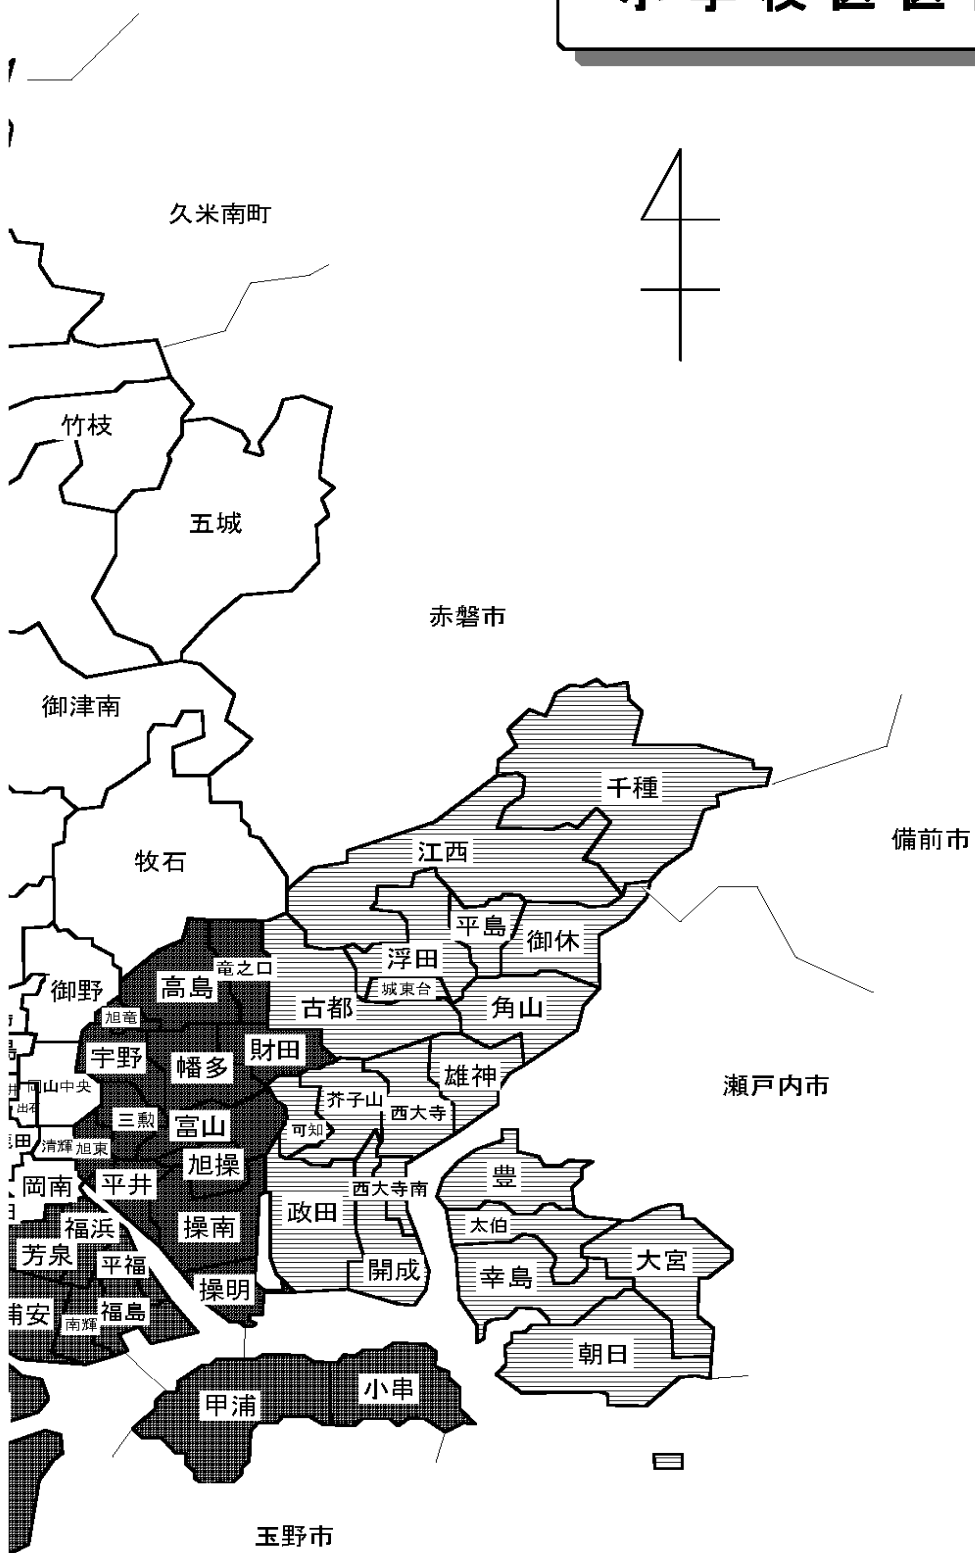 久米南町
竹枝
五城
赤磐市
御津南
千種
備前市
江西
牧石
平島
御休
浮田
竜之口
高島
御野
城東台
古都
角山
旭竜
財田
宇野
幡多
雄神
瀬戸内市
岡山中央
芥子山
西大寺
出石
三勲
富山
可知
清輝
旭東
旭操
豊
岡南
平井
西大寺南
政田
太伯
福浜
操南
芳泉
平福
開成
幸島
大宮
操明
浦安
南輝
福島
朝日
小串
甲浦
玉野市